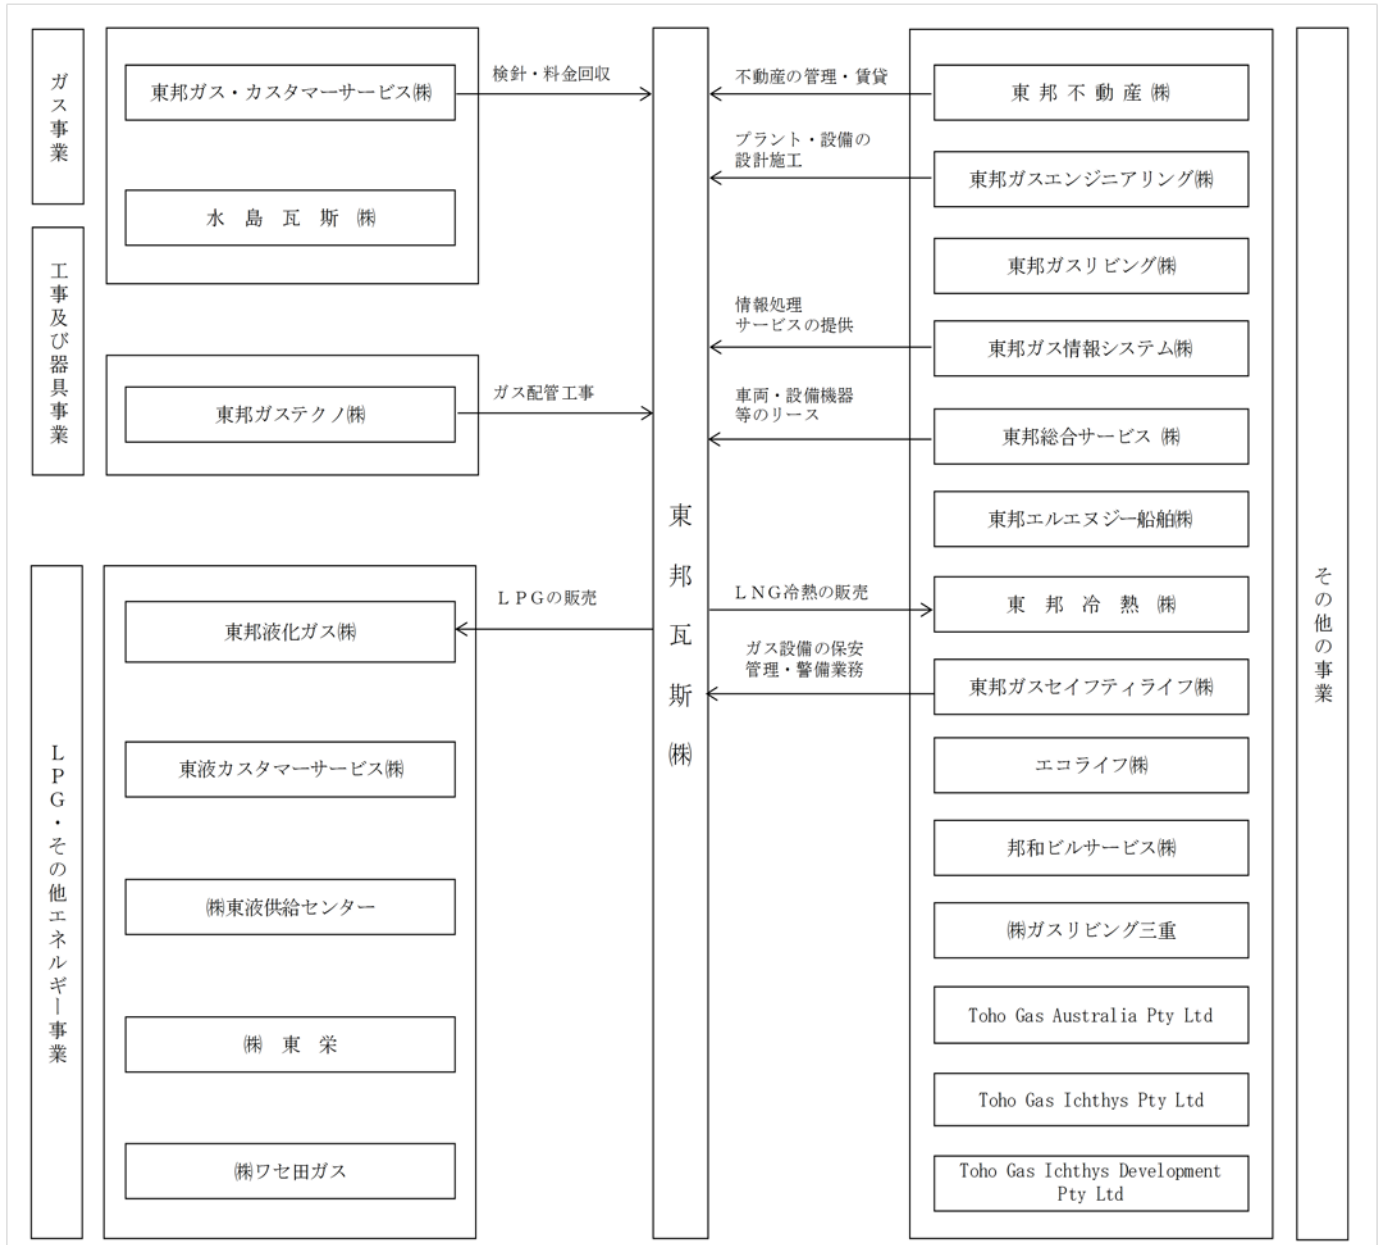 ガス事業
東邦ガス・カスタマーサービス㈱
水島瓦斯㈱
検針・料金回収
工事及び器具事業
東邦ガステクノ㈱
ガス配管工事
LPG・その他エネルギー事業
東邦液化ガス㈱
東液カスタマーサービス㈱
㈱東液供給センター
㈱東栄
㈱ワセ田ガス
ＬＰＧの販売
東邦瓦斯㈱
不動産の管理・賃貸
プラント・設備の
設計施工
情報処理
サービスの提供
車両・設備機器
等のリース
ＬＮＧ冷熱の販売
ガス設備の保安
管理・警備業務
東邦不動産㈱
東邦ガスエンジニアリング㈱
東邦ガスリビング㈱
東邦ガス情報システム㈱
東邦総合サービス㈱
東邦エルエヌジー船舶㈱
東邦冷熱㈱
東邦ガスセイフティライフ㈱
エコライフ㈱
邦和ビルサービス㈱
㈱ガスリビング三重
Toho Gas Australia Pty Ltd
Toho Gas Ichthys Pty Ltd
Toho Gas Ichthys Development
Pty Ltd
その他の事業